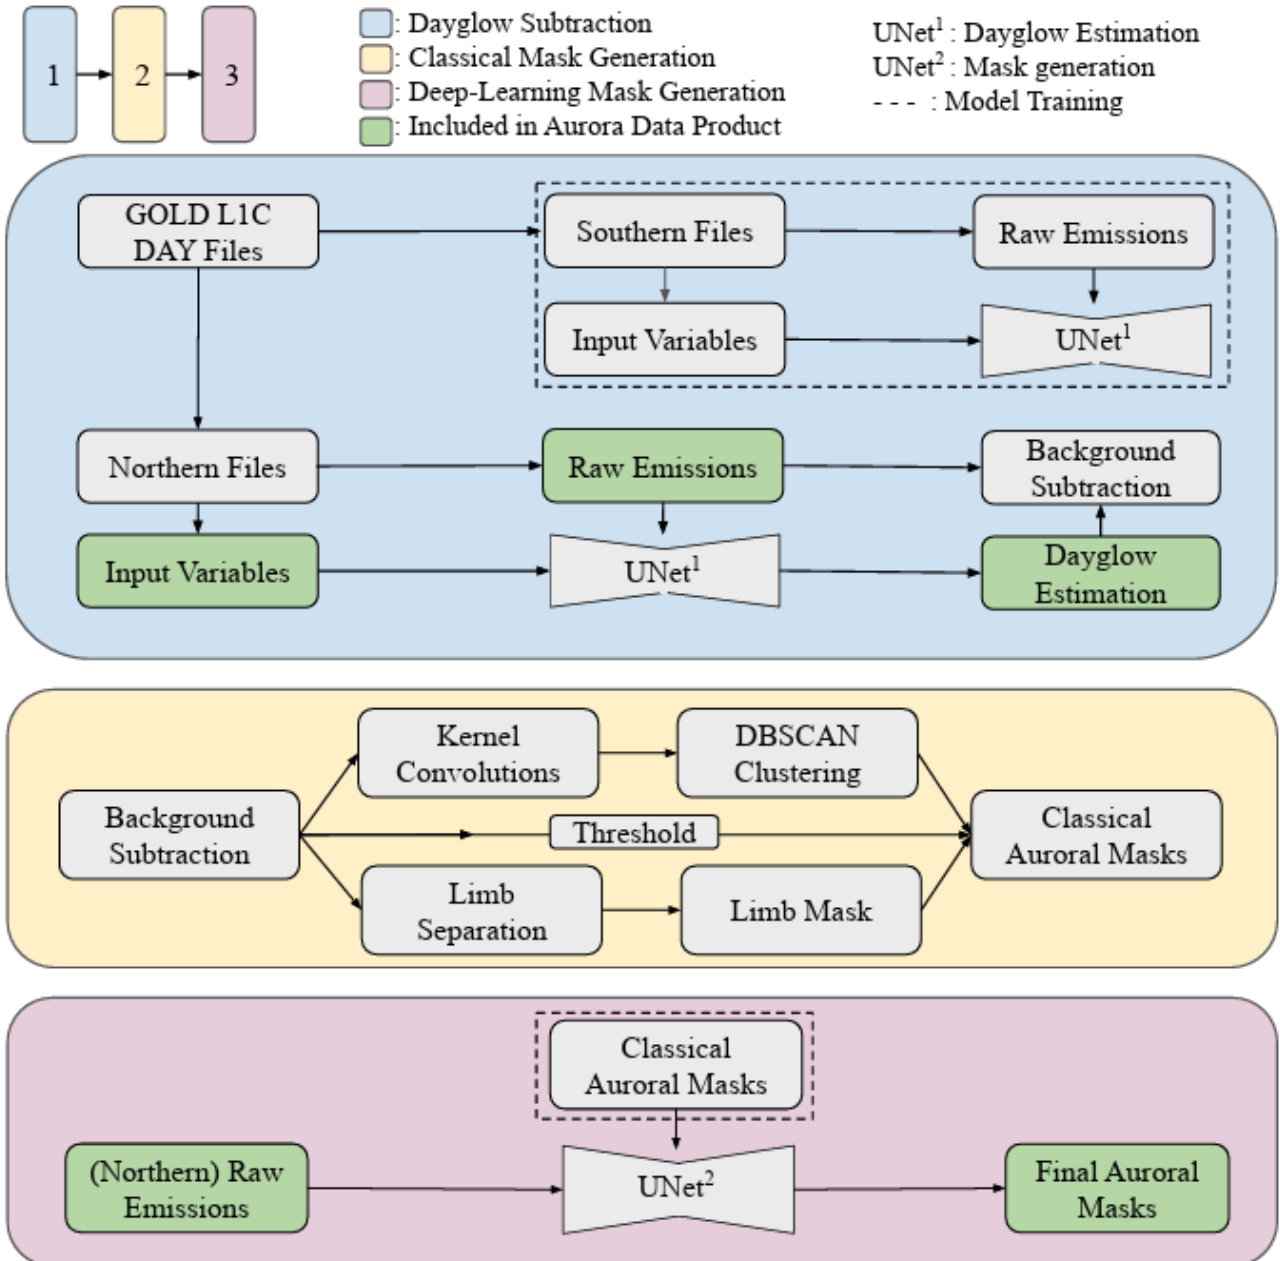 1
2
3
: Dayglow Subtraction
: Classical Mask Generation
: Deep-Learning Mask Generation
: Included in Aurora Data Product
UNet¹ : Dayglow Estimation
UNet² : Mask generation
- - - : Model Training
GOLD L1C
DAY Files
Southern Files
Raw Emissions
Input Variables
UNet¹
Northern Files
Raw Emissions
Background
Subtraction
Input Variables
UNet¹
Dayglow
Estimation
Kernel
Convolutions
DBSCAN
Clustering
Background
Subtraction
Threshold
Classical
Auroral Masks
Limb
Separation
Limb Mask
Classical
Auroral Masks
(Northern) Raw
Emissions
UNet²
Final Auroral
Masks